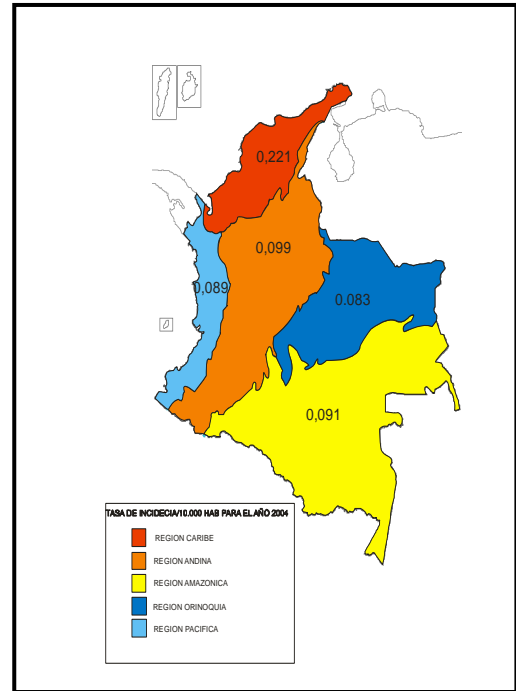 0,221
0,099
0,089
0.083
0,091
TASA DE INCIDECIA/10.000 HAB PARA EL AÑO 2004
REGION CARIBE
REGION ANDINA
REGION AMAZONICA
REGION ORINOQUIA
REGION PACIFICA